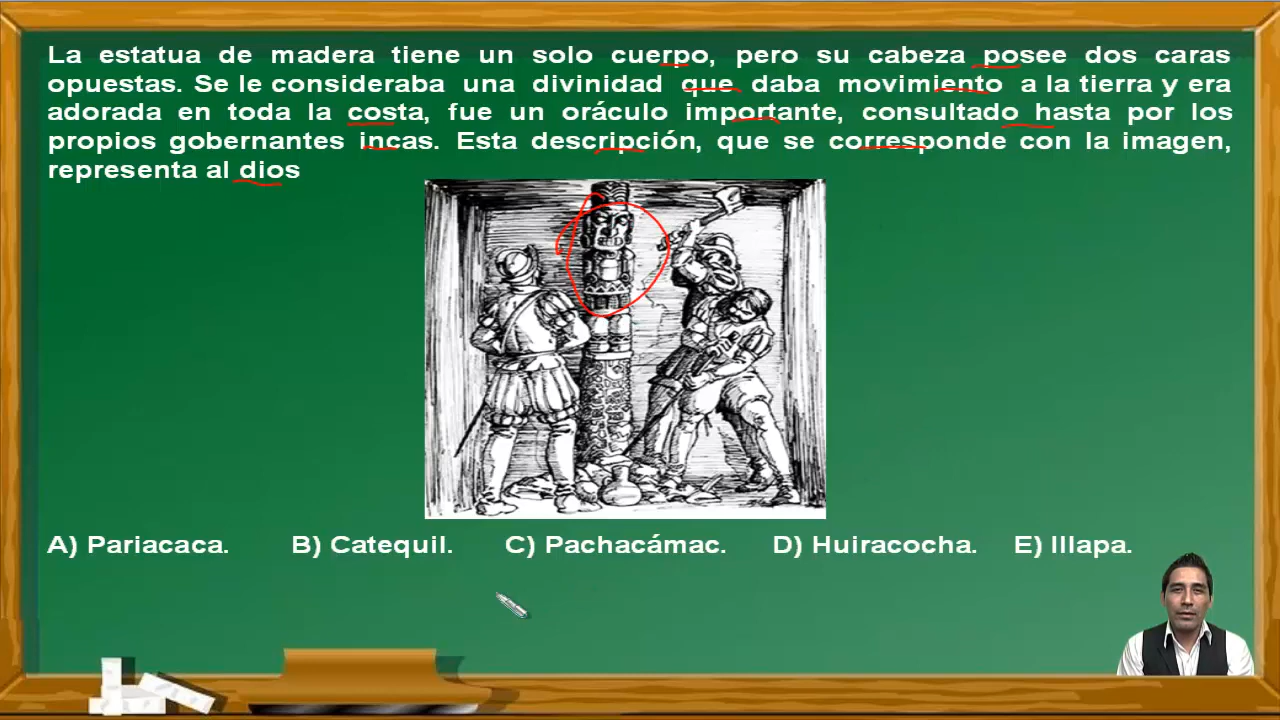 La estatua de madera tiene un solo cuerpo, pero su cabeza posee dos caras
opuestas. Se le consideraba una divinidad que daba movimiento a la tierra y era
adorada en toda la costa, fue un oráculo importante, consultado hasta por los
propios gobernantes incas. Esta descripción, que se corresponde con la imagen,
representa al dios
A) Pariacaca. B) Catequil. C) Pachacámac. D) Huiracocha. E) Illapa.